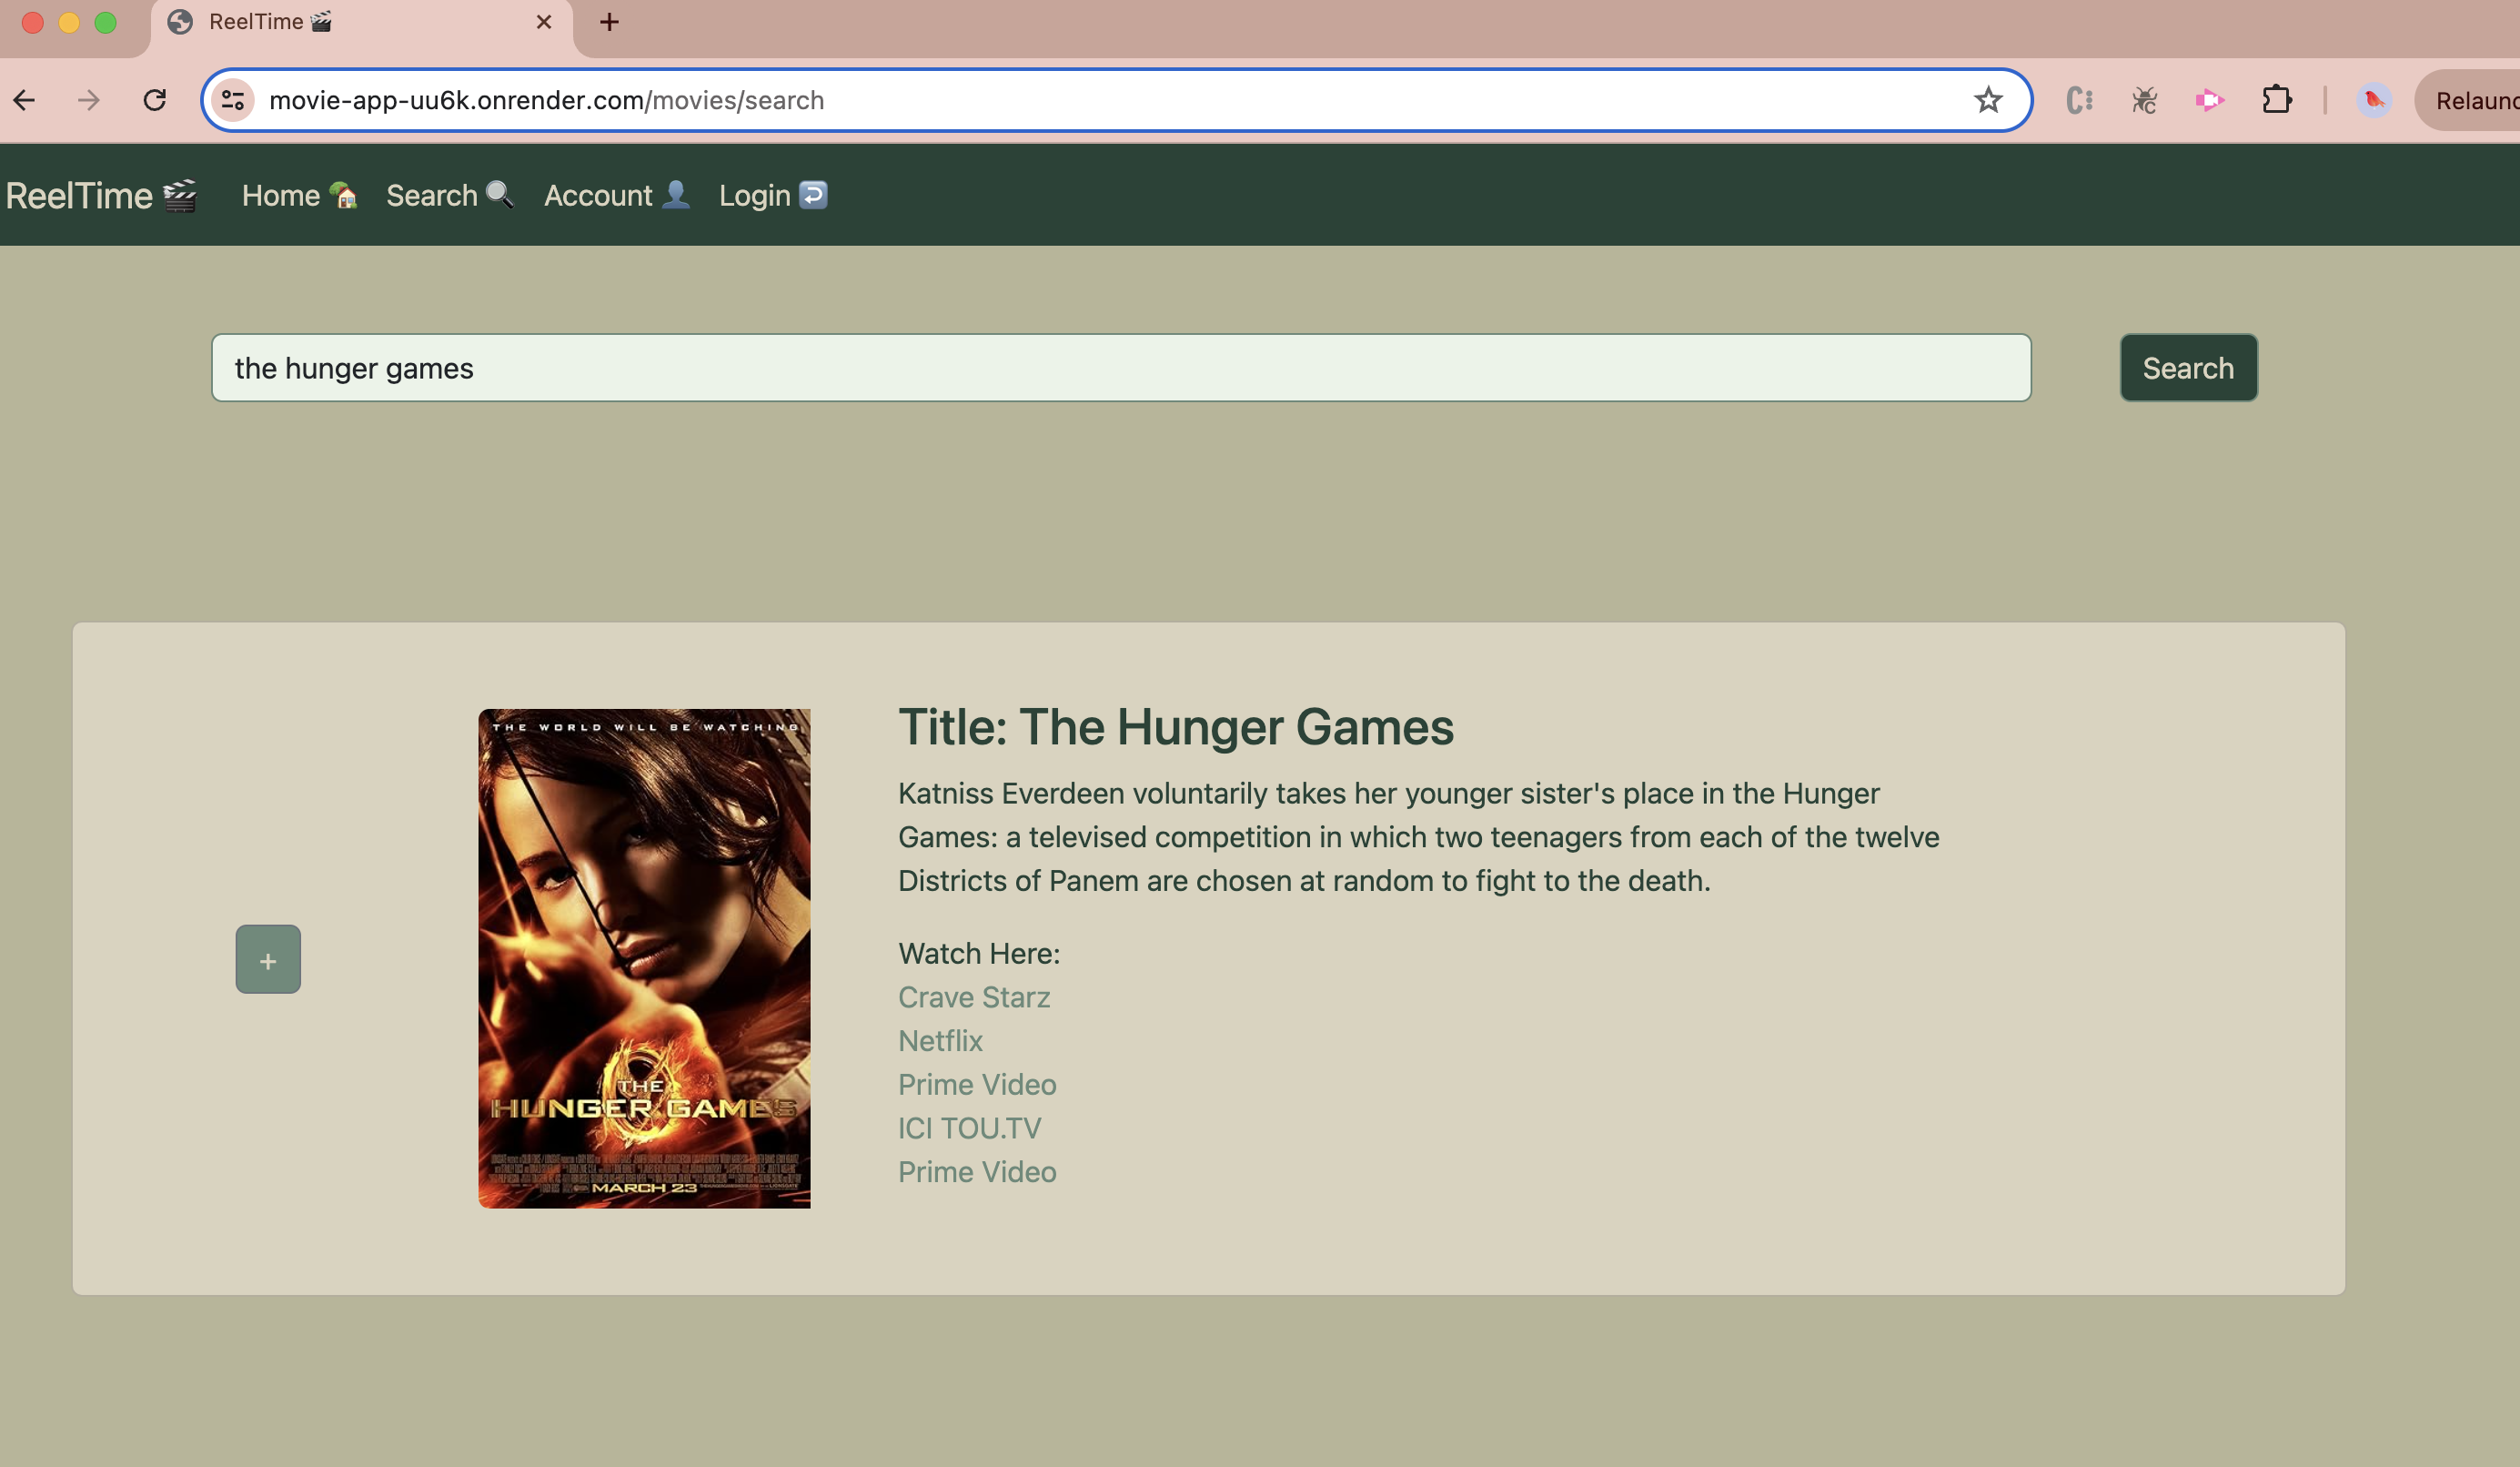 ReelTime 🎬
movie-app-uu6k.onrender.com/movies/search
Relaunc
ReelTime 🎬 Home 🏡 Search 🔍 Account 👤 Login ↩️
the hunger games
Search
THE WORLD WILL BE WATCHING
THE
HUNGER GAMES
MARCH 23
+
Title: The Hunger Games
Katniss Everdeen voluntarily takes her younger sister's place in the Hunger
Games: a televised competition in which two teenagers from each of the twelve
Districts of Panem are chosen at random to fight to the death.
Watch Here:
Crave Starz
Netflix
Prime Video
ICI TOU.TV
Prime Video